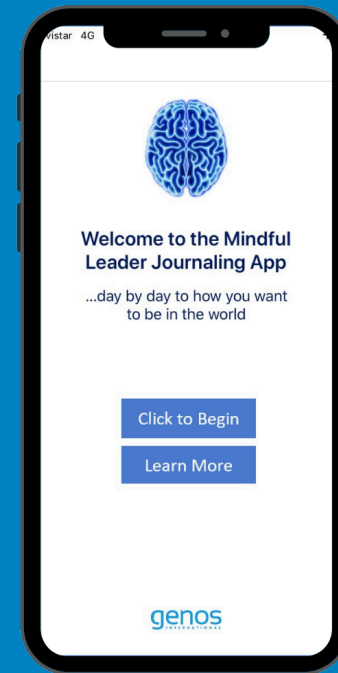 vistar 4G
Welcome to the Mindful
Leader Journaling App
...day by day to how you want
to be in the world
Click to Begin
Learn More
genos
INTERNATIONAL